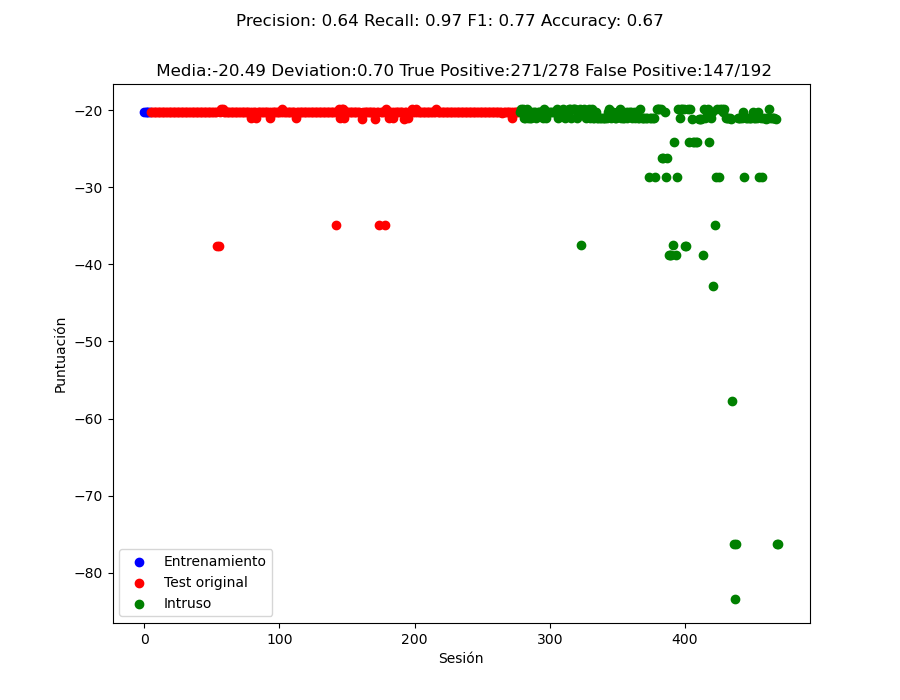 Precision: 0.64 Recall: 0.97 F1: 0.77 Accuracy: 0.67
Media:-20.49 Deviation:0.70 True Positive:271/278 False Positive:147/192
−20
−30
−40
−50
−60
−70
−80
Puntuación
Entrenamiento
Test original
Intruso
0
100
200
300
400
Sesión